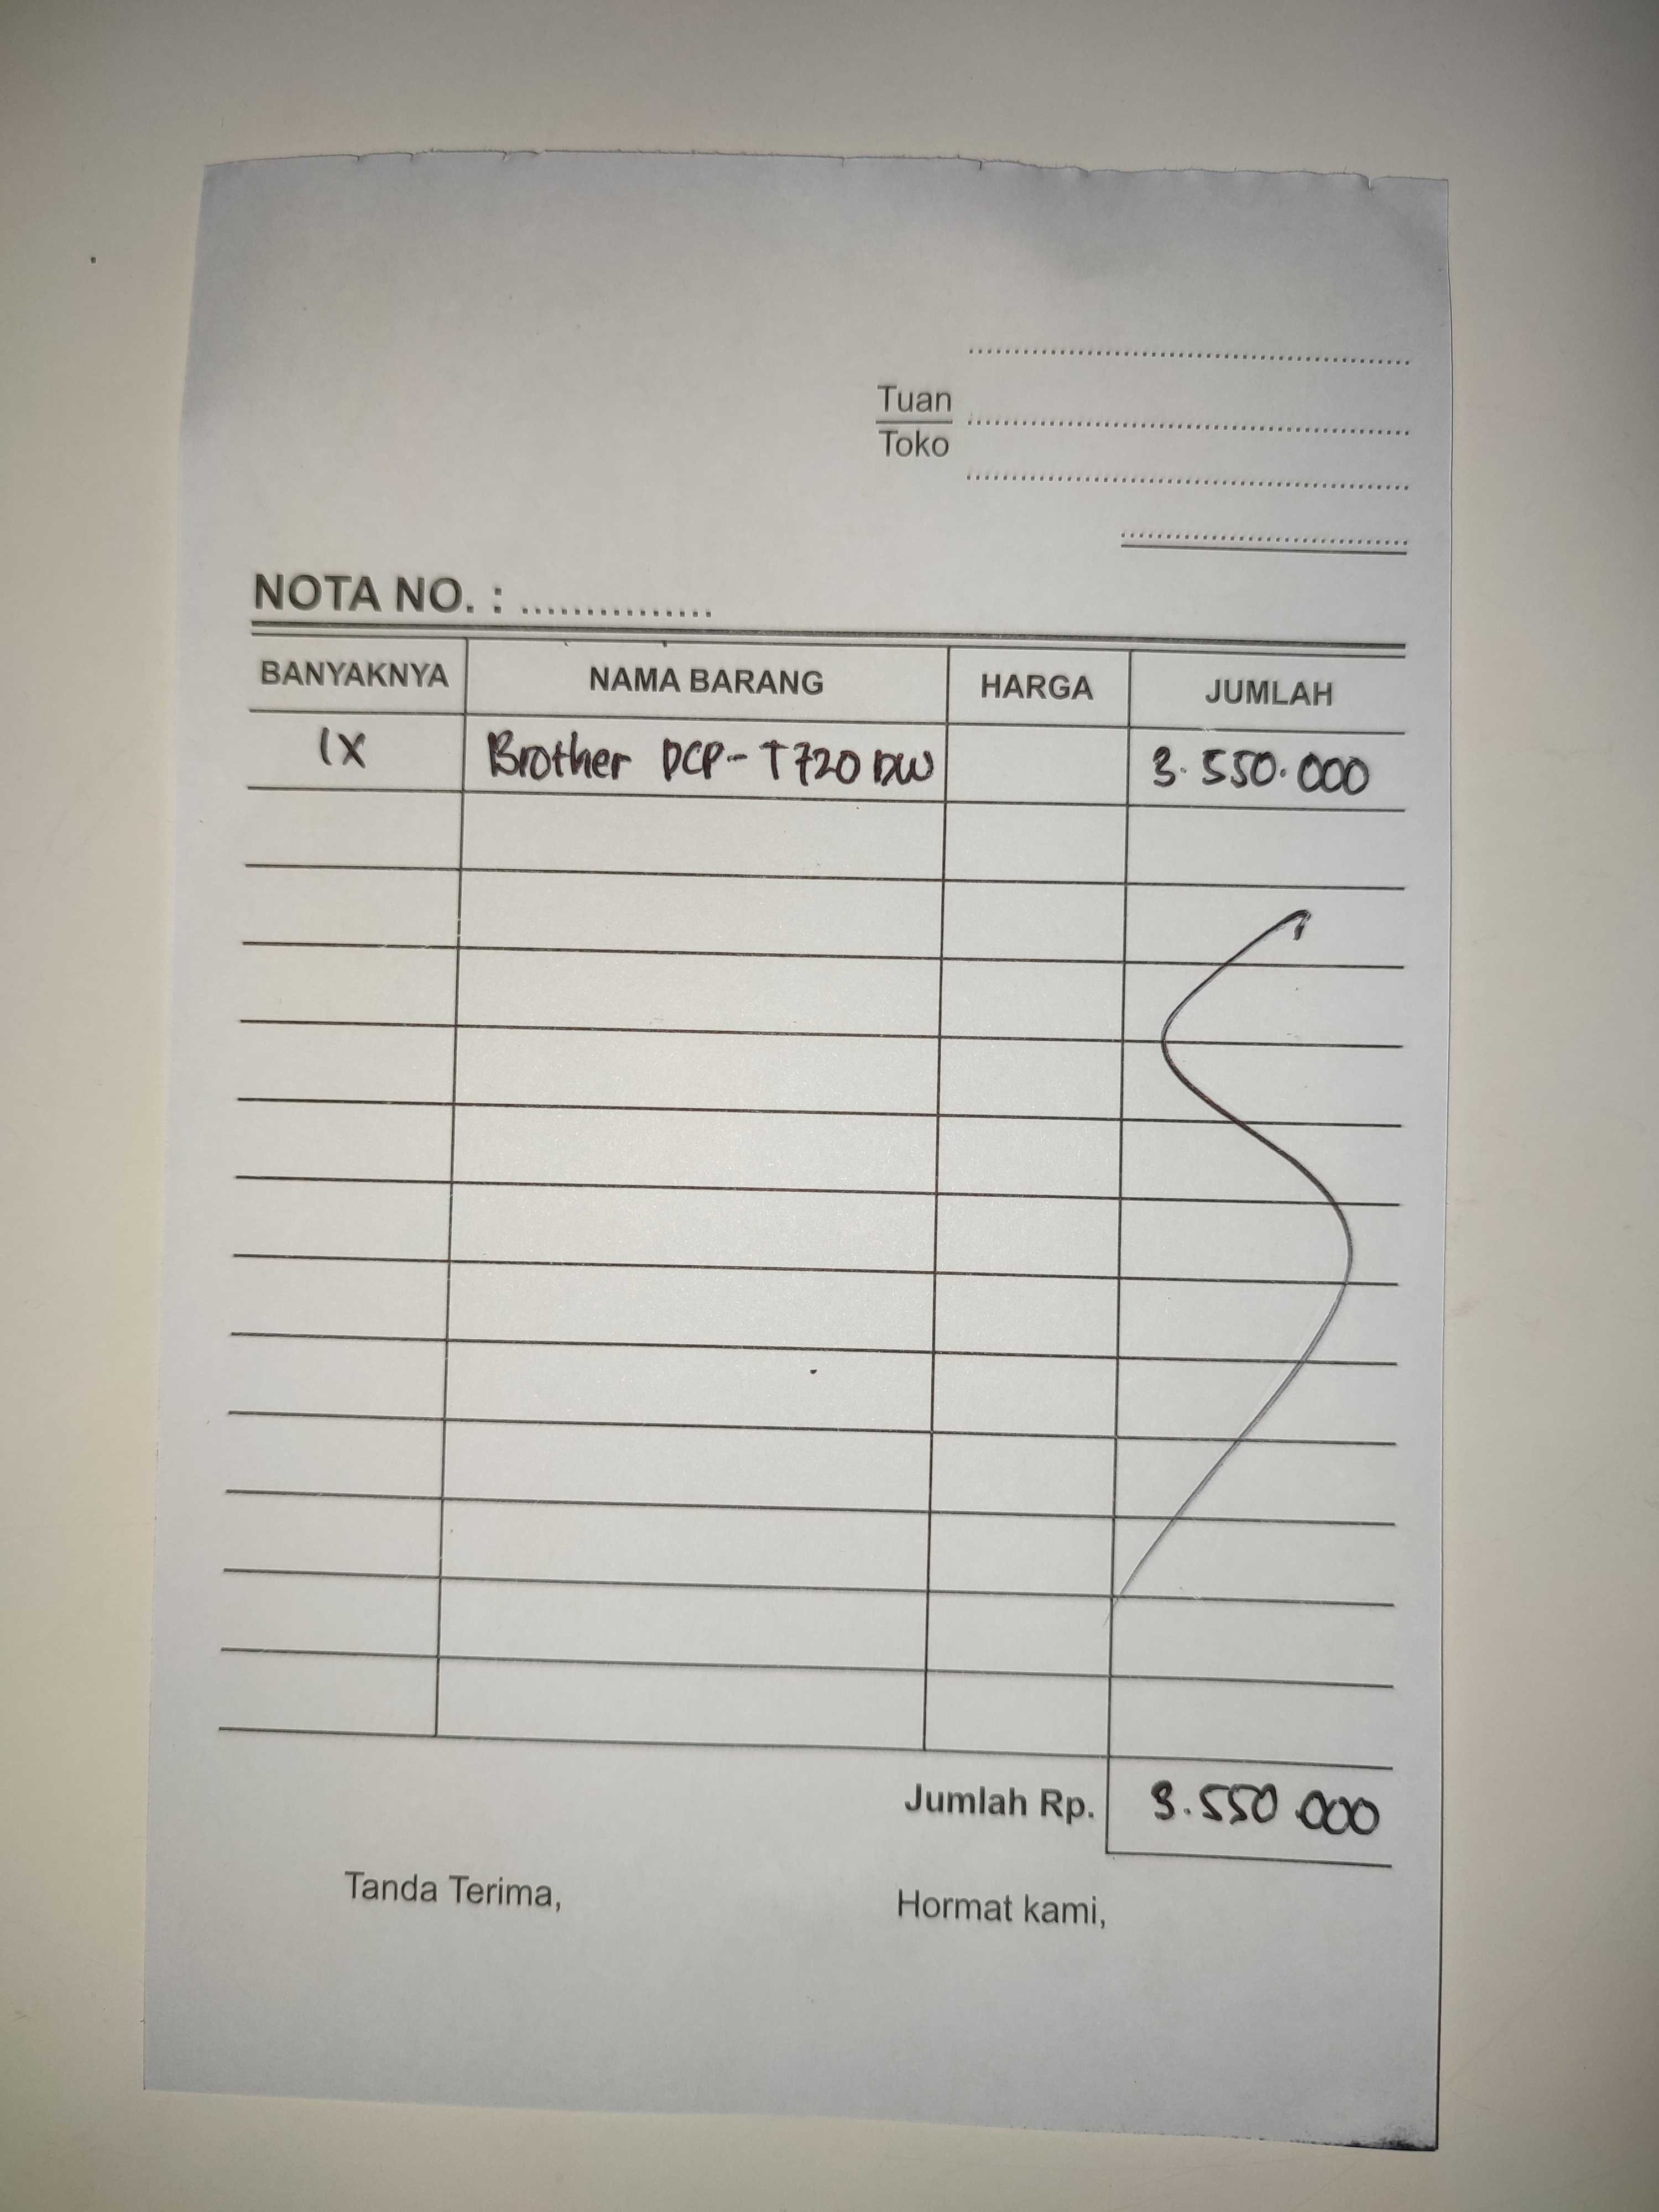 Tuan
Toko
NOTA NO. : ...............
BANYAKNYA NAMA BARANG HARGA JUMLAH
1X Brother DCP-T720DW 3.550.000
Jumlah Rp. 3.550.000
Tanda Terima, Hormat kami,